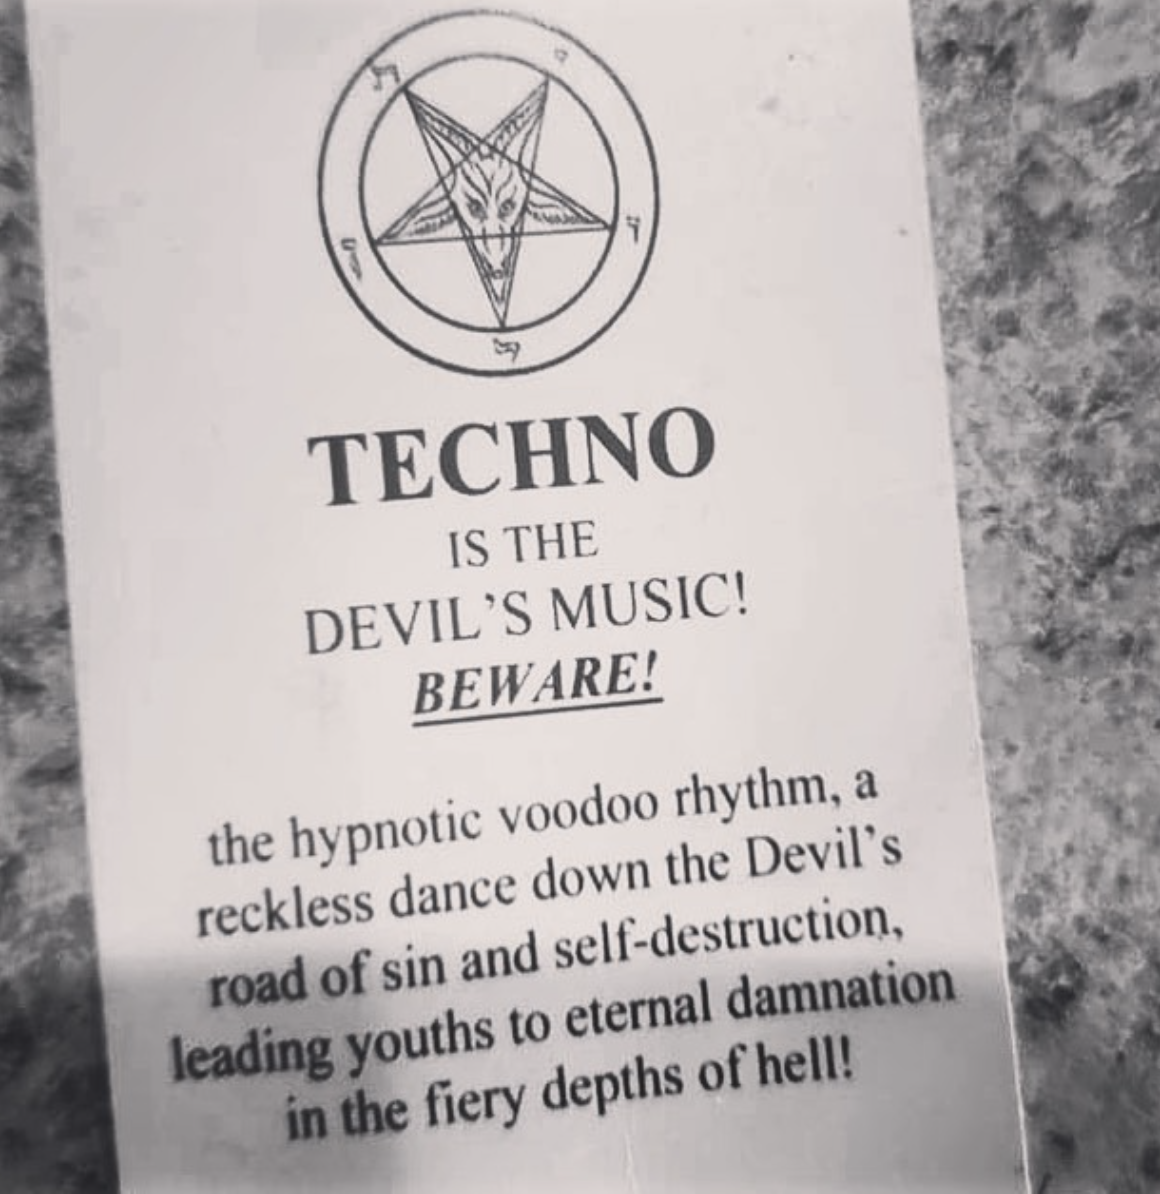 TECHNO
IS THE
DEVIL'S MUSIC!
BEWARE!
the hypnotic voodoo rhythm, a
reckless dance down the Devil's
road of sin and self-destruction,
leading youths to eternal damnation
in the fiery depths of hell!